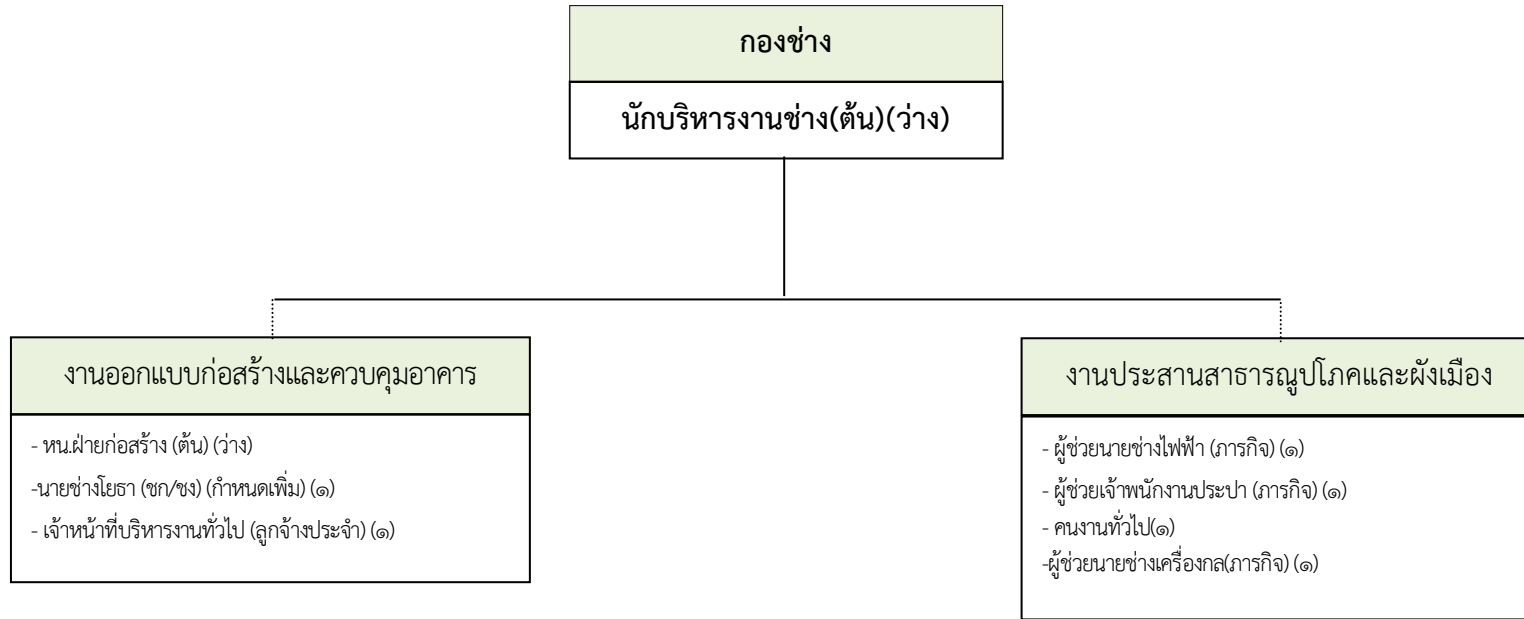 กองช่าง
นักบริหารงานช่าง(ต้น)(ว่าง)
งานออกแบบก่อสร้างและควบคุมอาคาร
- หน.ฝ่ายก่อสร้าง (ต้น) (ว่าง)
-นายช่างโยธา (ชก/ชง) (กำหนดเพิ่ม) (๑)
- เจ้าหน้าที่บริหารงานทั่วไป (ลูกจ้างประจำ) (๑)
งานประสานสาธารณูปโภคและผังเมือง
- ผู้ช่วยนายช่างไฟฟ้า (ภารกิจ) (๑)
- ผู้ช่วยเจ้าพนักงานประปา (ภารกิจ) (๑)
- คนงานทั่วไป(๑)
-ผู้ช่วยนายช่างเครื่องกล(ภารกิจ) (๑)